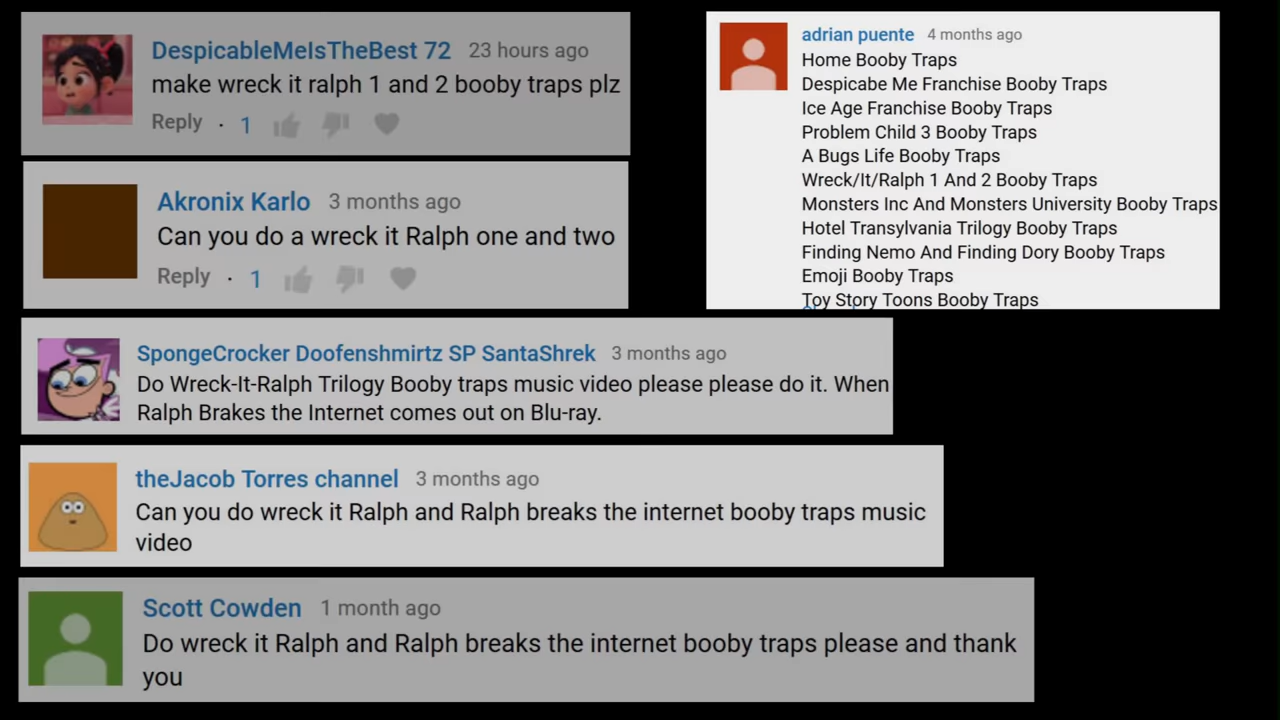 DespicableMeIsTheBest 72 23 hours ago
make wreck it ralph 1 and 2 booby traps plz
Reply · 1
Akronix Karlo 3 months ago
Can you do a wreck it Ralph one and two
Reply · 1
SpongeCrocker Doofenshmirtz SP SantaShrek 3 months ago
Do Wreck-It-Ralph Trilogy Booby traps music video please please do it. When
Ralph Brakes the Internet comes out on Blu-ray.
theJacob Torres channel 3 months ago
Can you do wreck it Ralph and Ralph breaks the internet booby traps music
video
Scott Cowden 1 month ago
Do wreck it Ralph and Ralph breaks the internet booby traps please and thank
you
adrian puente 4 months ago
Home Booby Traps
Despicabe Me Franchise Booby Traps
Ice Age Franchise Booby Traps
Problem Child 3 Booby Traps
A Bugs Life Booby Traps
Wreck/It/Ralph 1 And 2 Booby Traps
Monsters Inc And Monsters University Booby Traps
Hotel Transylvania Trilogy Booby Traps
Finding Nemo And Finding Dory Booby Traps
Emoji Booby Traps
Toy Story Toons Booby Traps